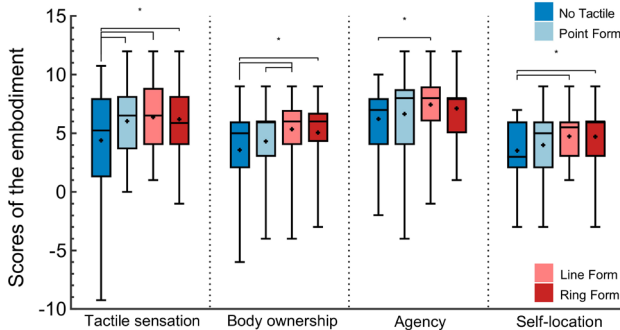 Scores of the embodiment
15
10
5
0
-5
-10
*
*
*
*
No Tactile
Point Form
Line Form
Ring Form
Tactile sensation
Body ownership
Agency
Self-location